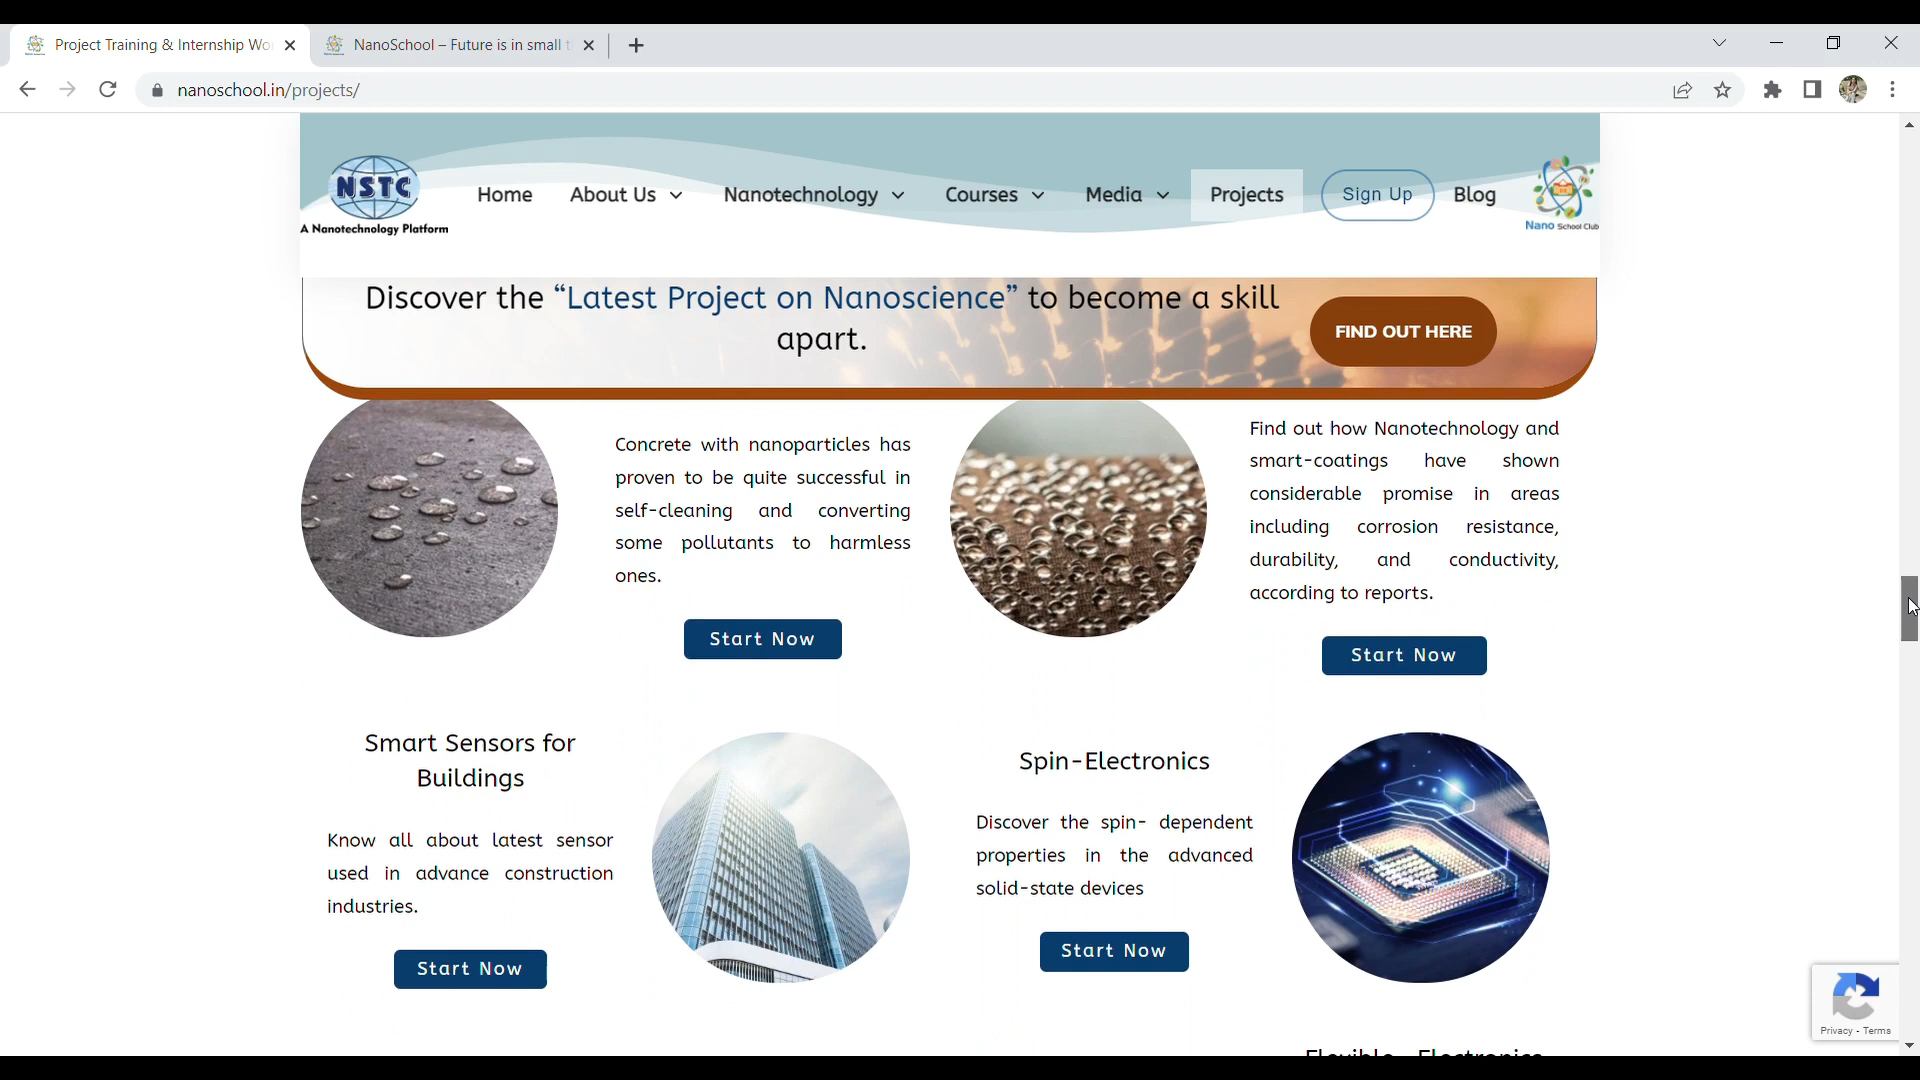 Project Training & Internship Wo
NanoSchool – Future is in small t
nanoschool.in/projects/
NSTC
A Nanotechnology Platform
Home
About Us
Nanotechnology
Courses
Media
Projects
Sign Up
Blog
Nano School Club
Discover the “Latest Project on Nanoscience” to become a skill
apart.
FIND OUT HERE
Concrete with nanoparticles has
proven to be quite successful in
self-cleaning and converting
some pollutants to harmless
ones.
Start Now
Find out how Nanotechnology and
smart-coatings have shown
considerable promise in areas
including corrosion resistance,
durability, and conductivity,
according to reports.
Start Now
Smart Sensors for
Buildings
Know all about latest sensor
used in advance construction
industries.
Start Now
Spin-Electronics
Discover the spin- dependent
properties in the advanced
solid-state devices
Start Now
Flexible Electronics
Privacy - Terms